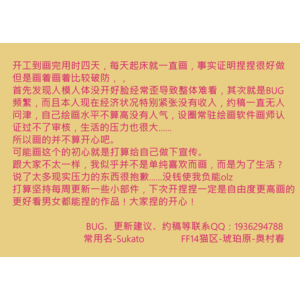 开工到画完用时四天，每天起床就一直画，事实证明捏捏很好做
但是画着画着比较破防，，
首先发现人模人体没开好脸经常歪导致整体难看，其次就是BUG
频繁，而且本人现在经济状况特别紧张没有收入，约稿一直无人
问津，自己绘画水平不算高没有人气，设圈常驻绘画软件画师认
证过不了审核，生活的压力也很大……
所以画的并不算开心吧。
可能画这个的初心就是打算给自己做下宣传。
跟大家不太一样，我似乎并不是单纯喜欢而画，而是为了生活？
说了太多现实压力的东西很抱歉……没钱使我负能olz
打算坚持每周更新一些小部件，下次开捏捏一定是自由度更高画的
更好看男女都能捏的作品！大家捏的开心！
BUG、更新建议、约稿等联系QQ：1936294788
常用名-Sukato FF14猫区-琥珀原-奥村春